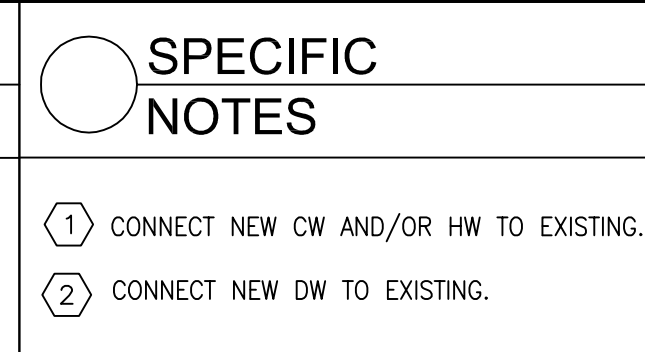 SPECIFIC
NOTES
1 CONNECT NEW CW AND/OR HW TO EXISTING.
2 CONNECT NEW DW TO EXISTING.